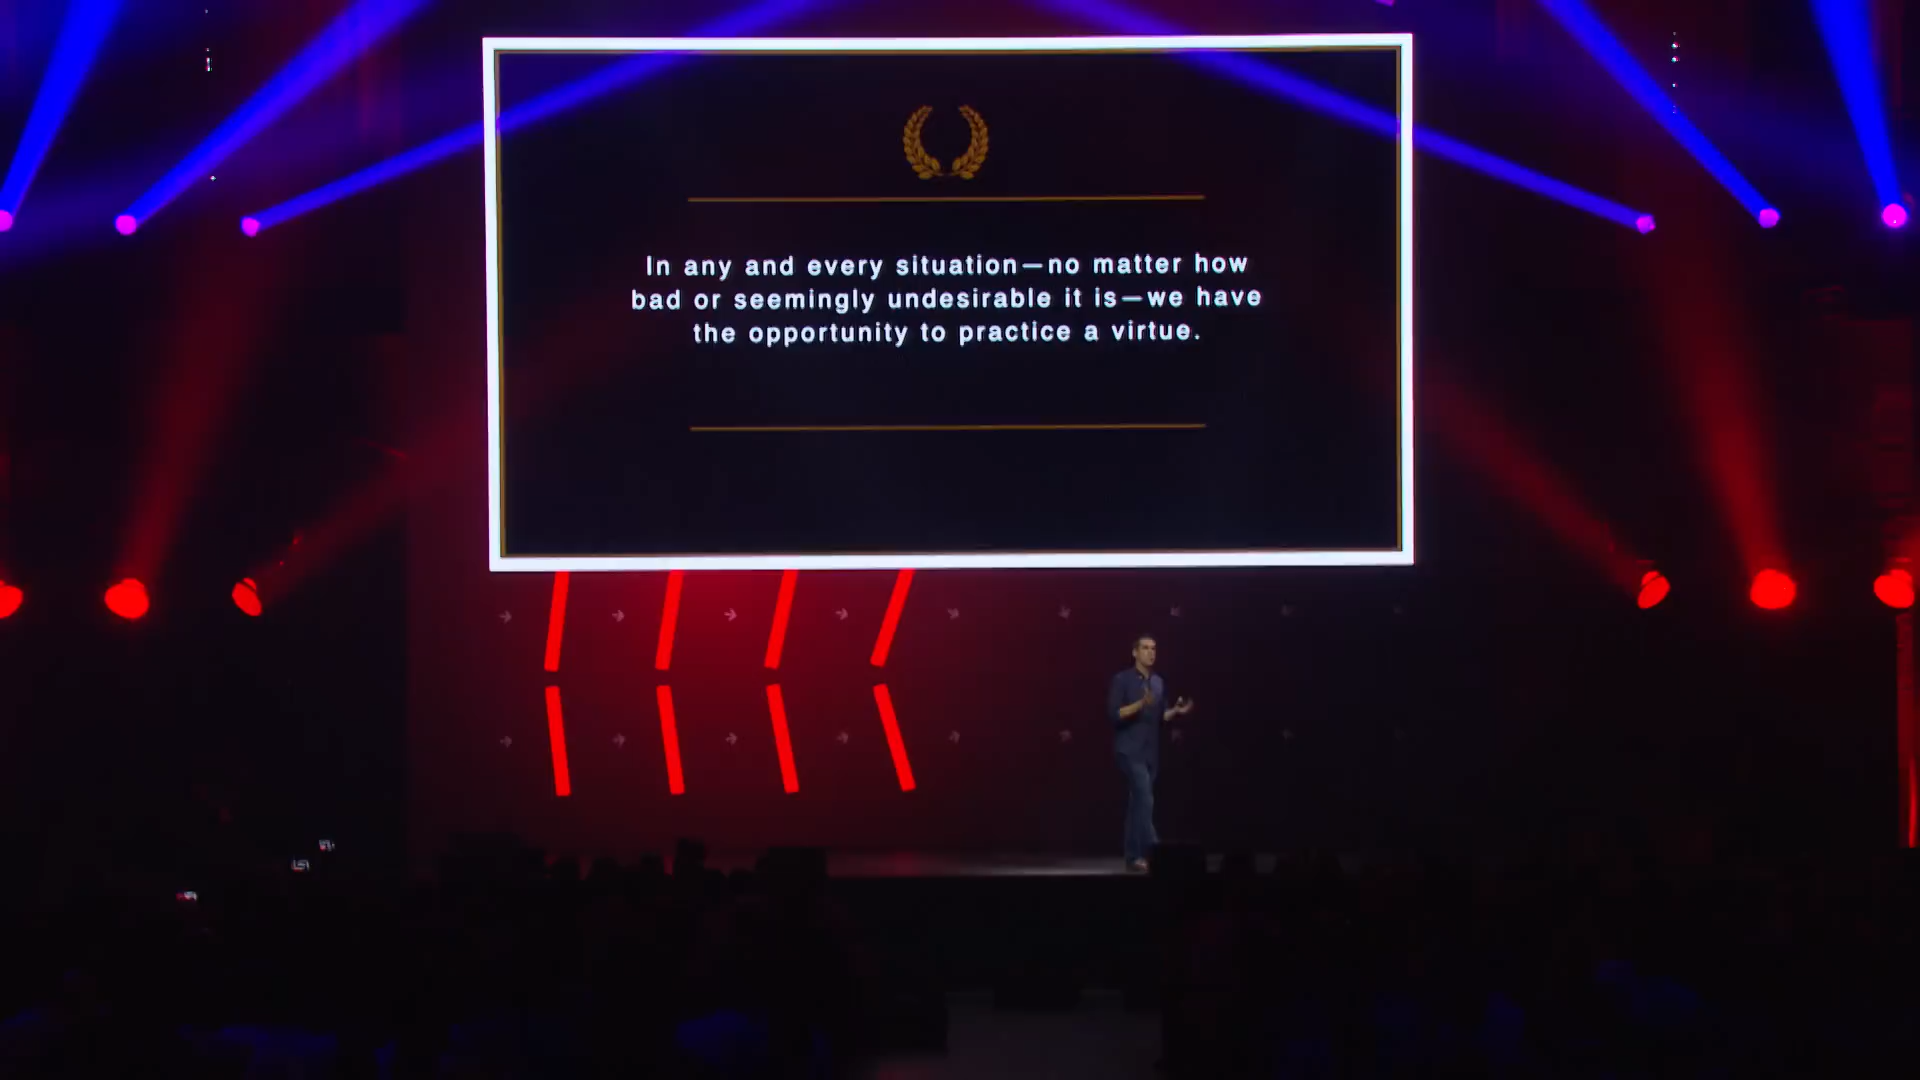 In any and every situation—no matter how
bad or seemingly undesirable it is—we have
the opportunity to practice a virtue.